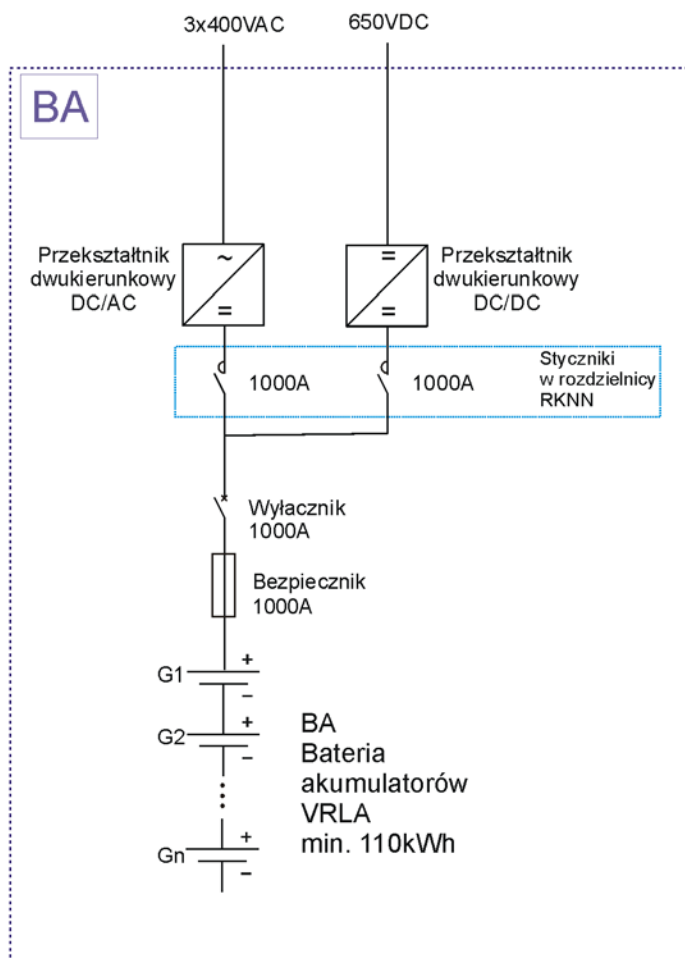 3x400VAC
650VDC
BA
Przekształtnik
dwukierunkowy
DC/AC
~
=
=
=
Przekształtnik
dwukierunkowy
DC/DC
1000A
1000A
Styczniki
w rozdzielnicy
RKNN
Wyłacznik
1000A
Bezpiecznik
1000A
G1
+
−
G2
+
−
Gn
+
−
BA
Bateria
akumulatorów
VRLA
min. 110kWh